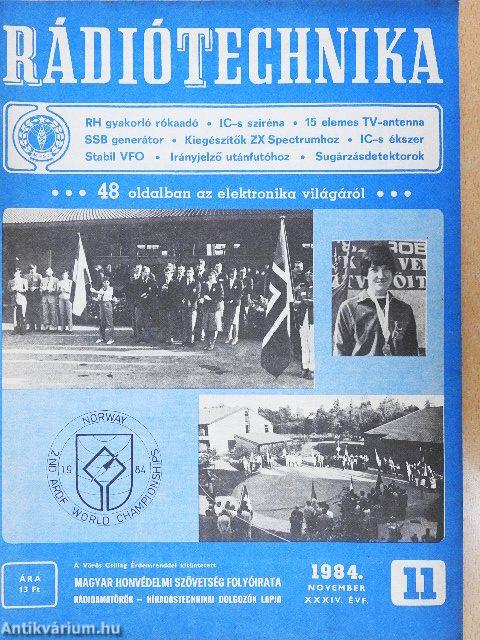 RÁDIÓTECHNIKA
RH gyakorló rókaadó • IC-s sziréna • 15 elemes TV-antenna
SSB generátor • Kiegészítők ZX Spectrumhoz • IC-s ékszer
Stabil VFO • Irányjelző utánfutóhoz • Sugárzásdetektorok
• • • 48 oldalban az elektronika világáról • • •
NORWAY
1984
2ND ARDF WORLD CHAMPIONSHIPS
ÁRA
13 Ft
A Vörös Csillag Érdemrenddel kitüntetett
MAGYAR HONVÉDELMI SZÖVETSÉG FOLYÓIRATA
RÁDIÓAMATŐRÖK – HÍRADÁSTECHNIKAI DOLGOZÓK LAPJA
1984.
NOVEMBER
XXXIV. ÉVF.
11
Antikvárium.hu